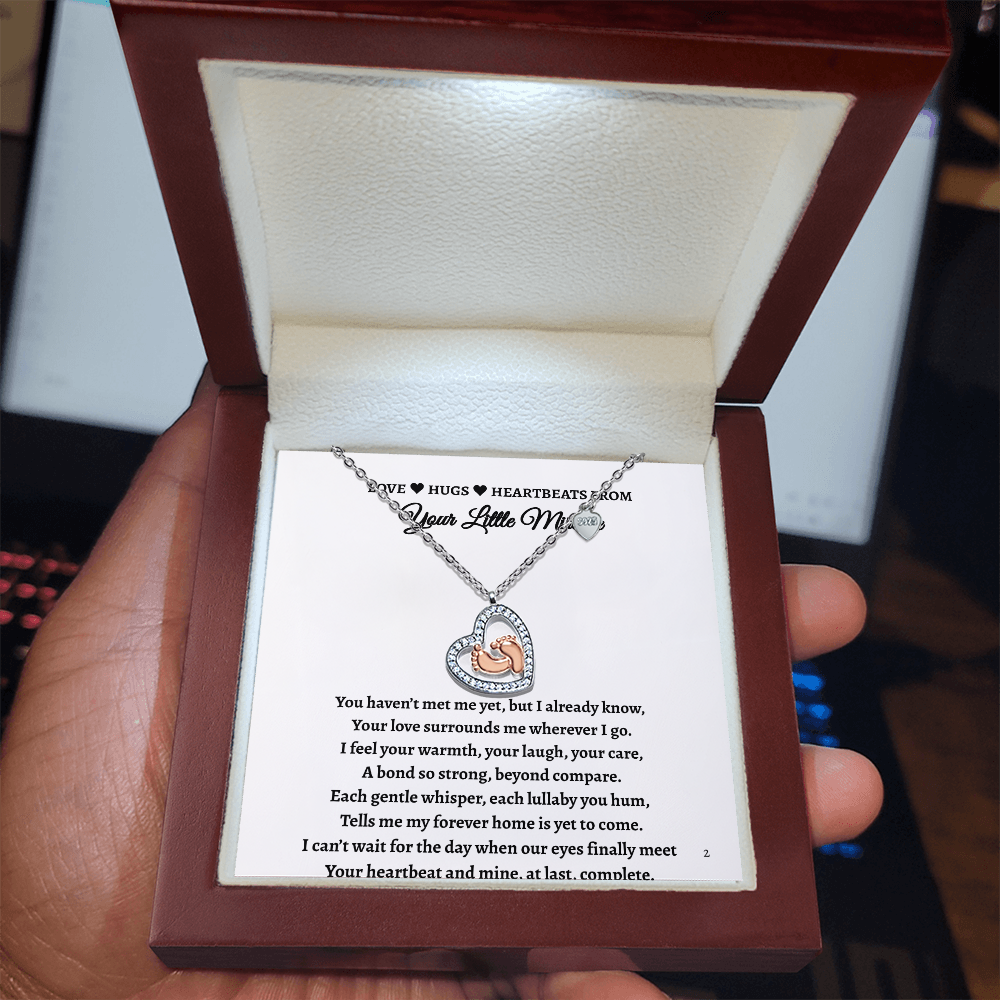 LOVE ♥ HUGS ♥ HEARTBEATS FROM
Your Little
You haven’t met me yet, but I already know,
Your love surrounds me wherever I go.
I feel your warmth, your laugh, your care,
A bond so strong, beyond compare.
Each gentle whisper, each lullaby you hum,
Tells me my forever home is yet to come.
I can’t wait for the day when our eyes finally meet
2
Your heartbeat and mine, at last, complete.